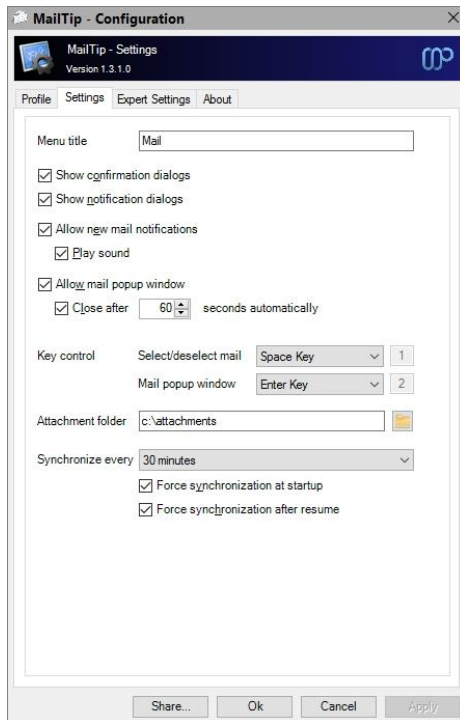 MailTip - Configuration
MailTip - Settings
Version 1.3.1.0
Profile Settings Expert Settings About
Menu title Mail
Show confirmation dialogs
Show notification dialogs
Allow new mail notifications
Play sound
Allow mail popup window
Close after 60 seconds automatically
Key control Select/deselect mail Space Key 1
Mail popup window Enter Key 2
Attachment folder c:\attachments
Synchronize every 30 minutes
Force synchronization at startup
Force synchronization after resume
Share... Ok Cancel Apply